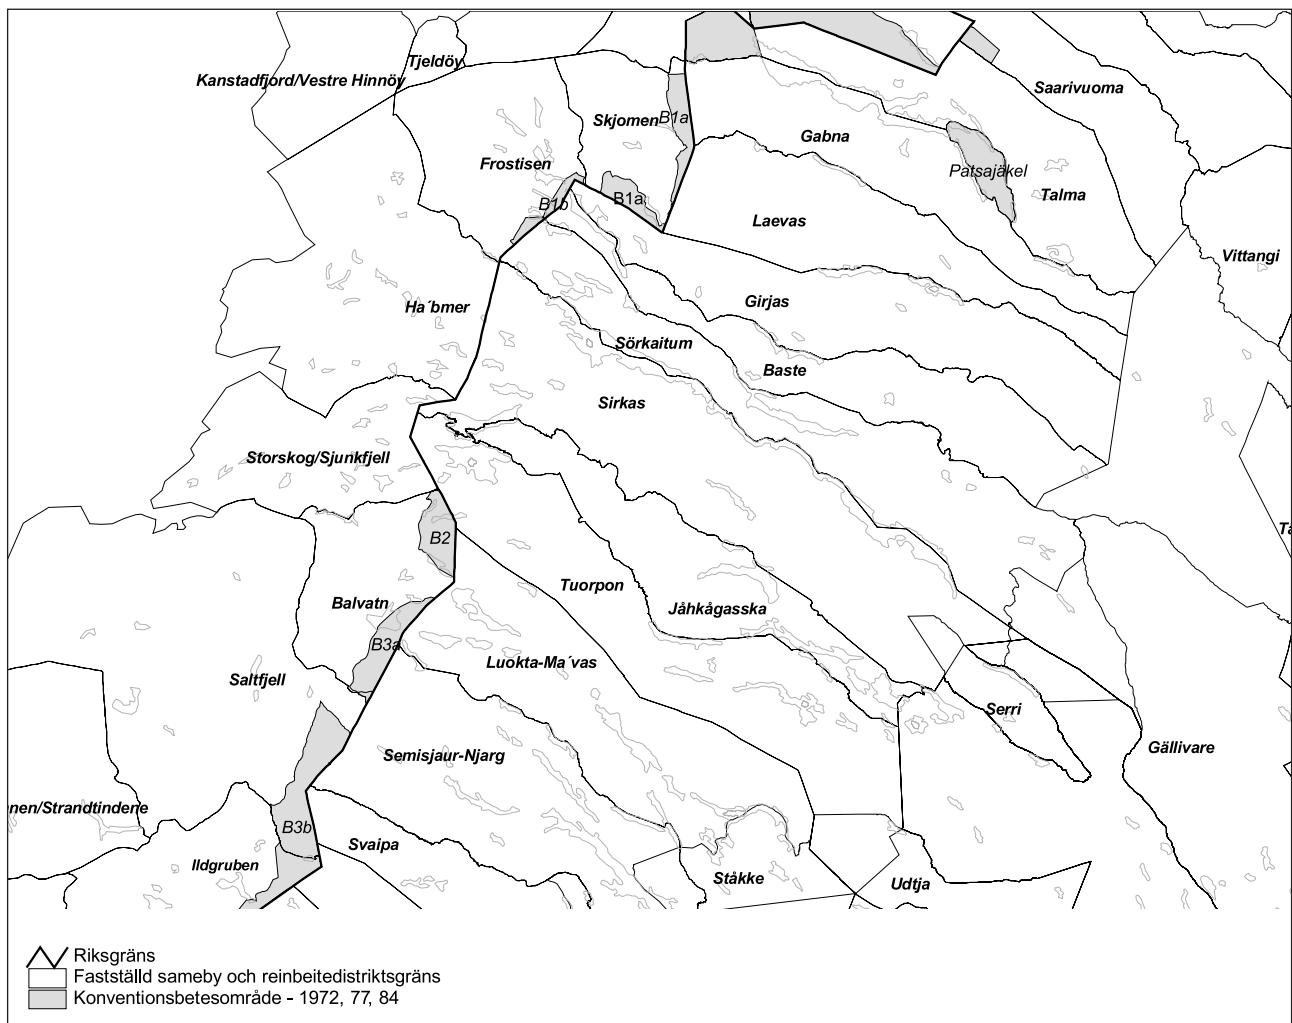 Tjeldöy
Kanstadfjord/Vestre Hinnöy
Saarivuoma
Skjomen
B1a
Gabna
Frostisen
Patsajäkel
B1b
B1a
Talma
Laevas
Vittangi
Girjas
Ha´bmer
Sörkaitum
Baste
Sirkas
Storskog/Sjunkfjell
B2
Tuorpon
Balvatn
Jåhkågasska
B3a
Luokta-Ma´vas
Saltfjell
Serri
Semisjaur-Njarg
Gällivare
nen/Strandtindene
B3b
Svaipa
Ildgruben
Ståkke
Udtja
Riksgräns
Fastställd sameby och reinbeitedistriktsgräns
Konventionsbetesområde - 1972, 77, 84